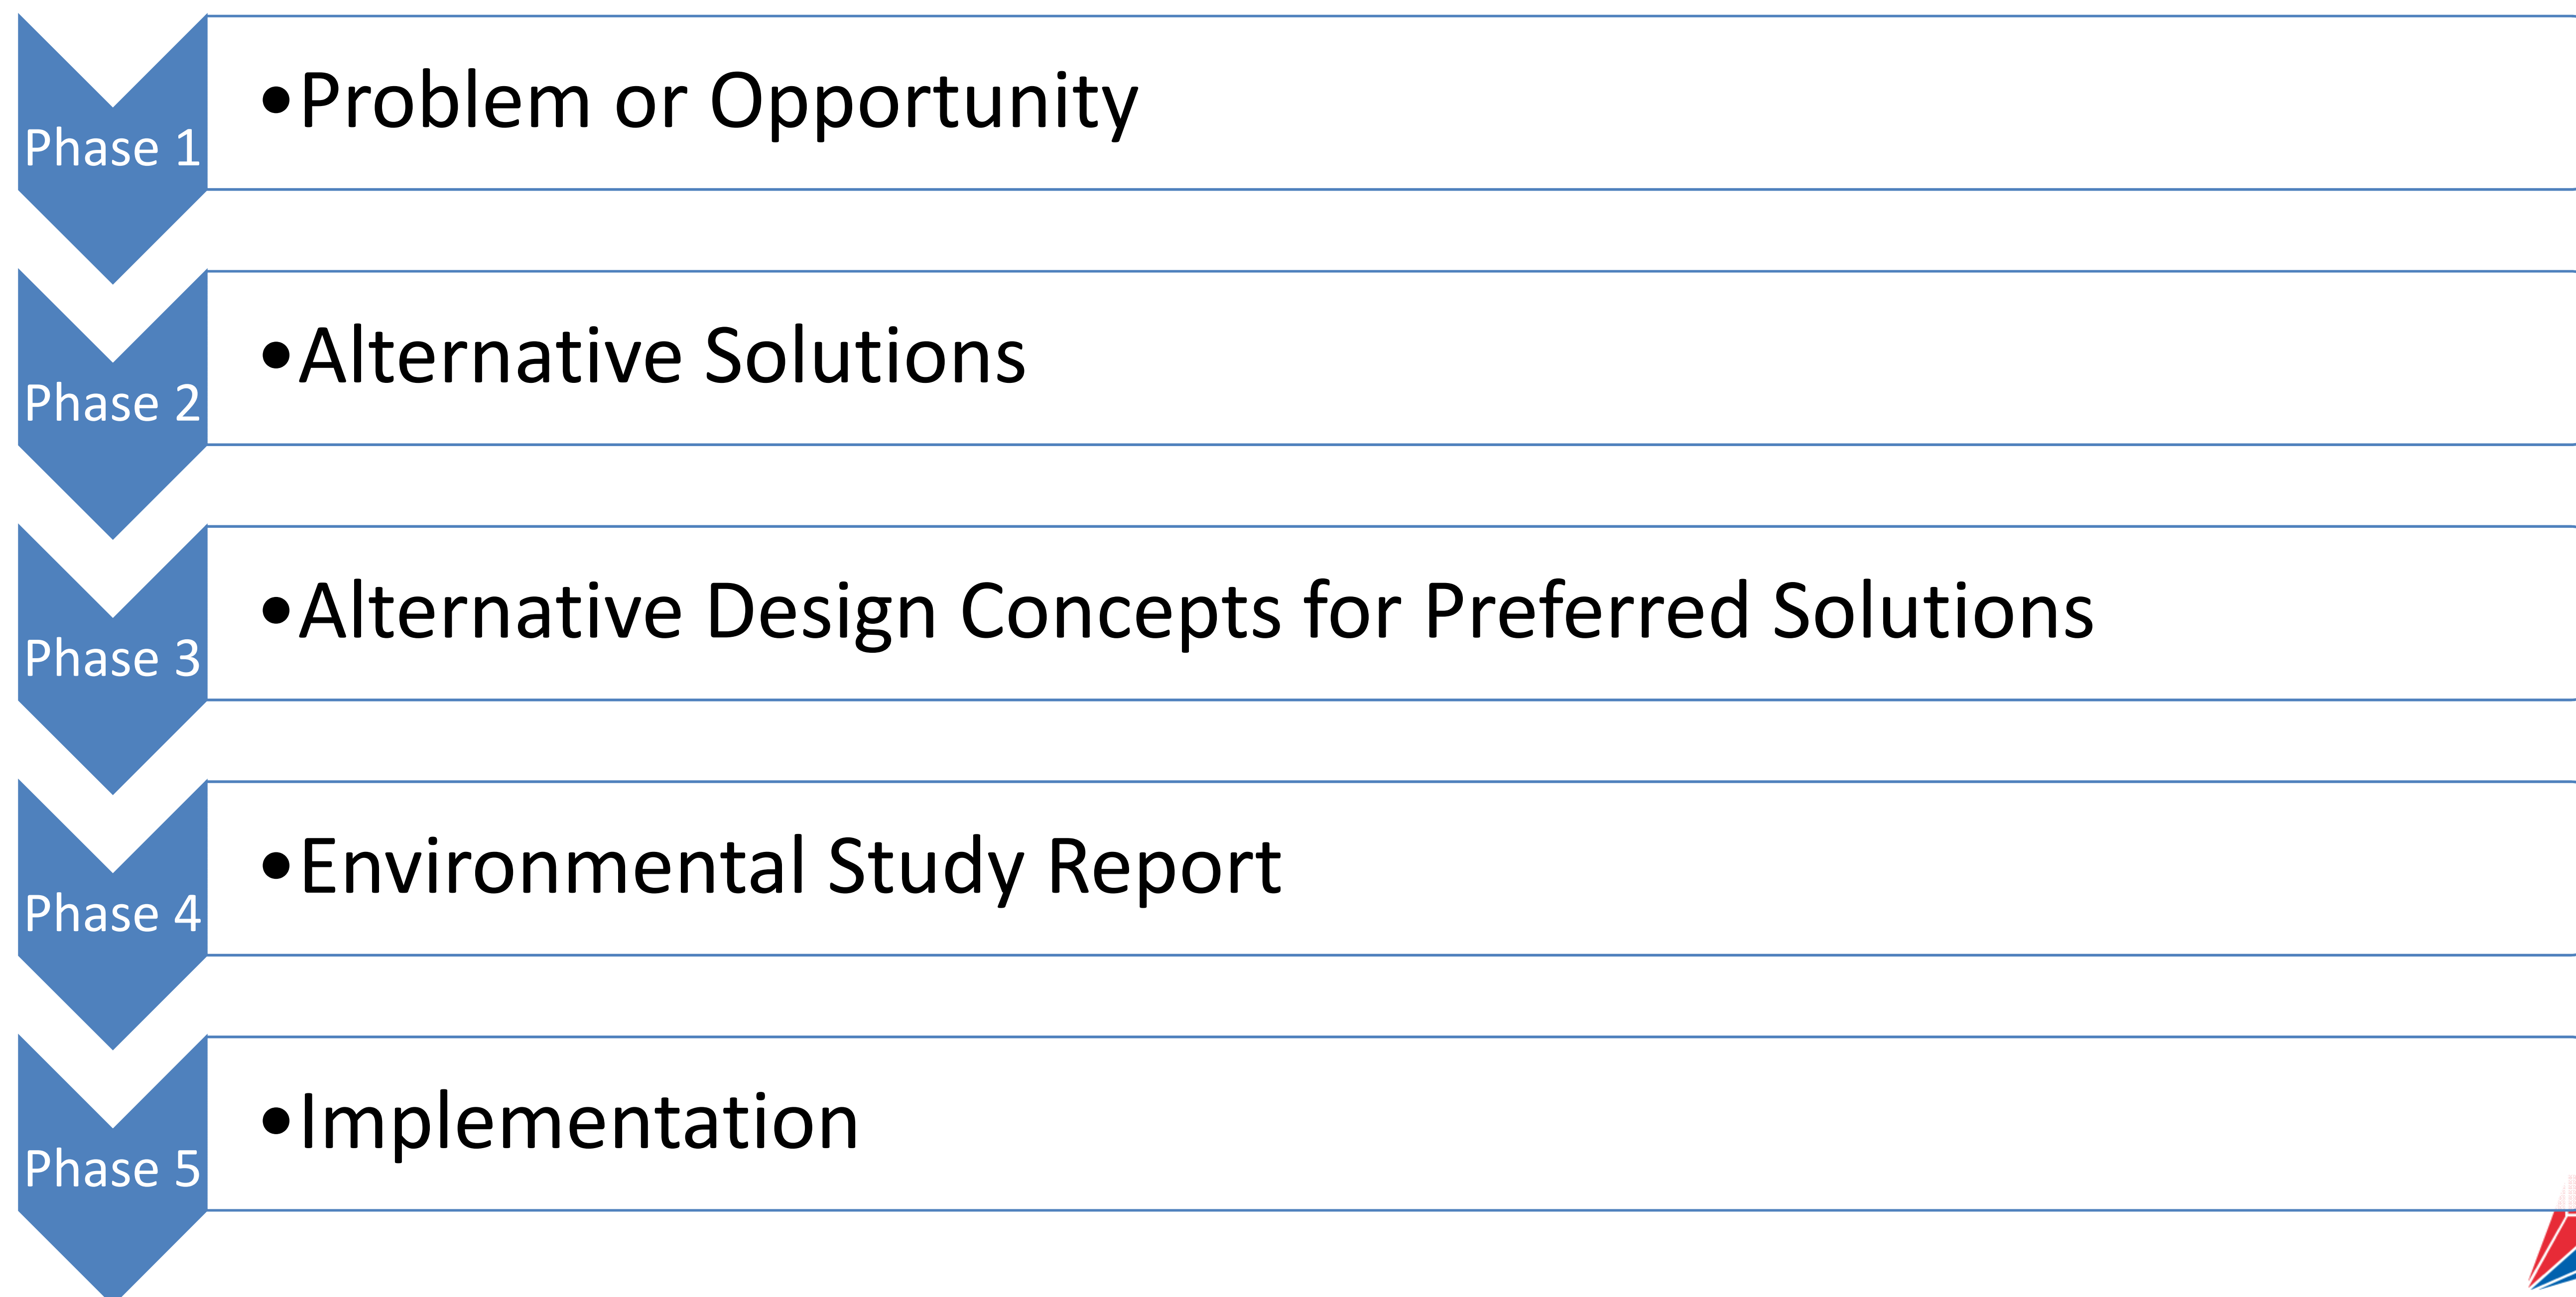 Phase 1
•Problem or Opportunity
Phase 2
•Alternative Solutions
Phase 3
•Alternative Design Concepts for Preferred Solutions
Phase 4
•Environmental Study Report
Phase 5
•Implementation